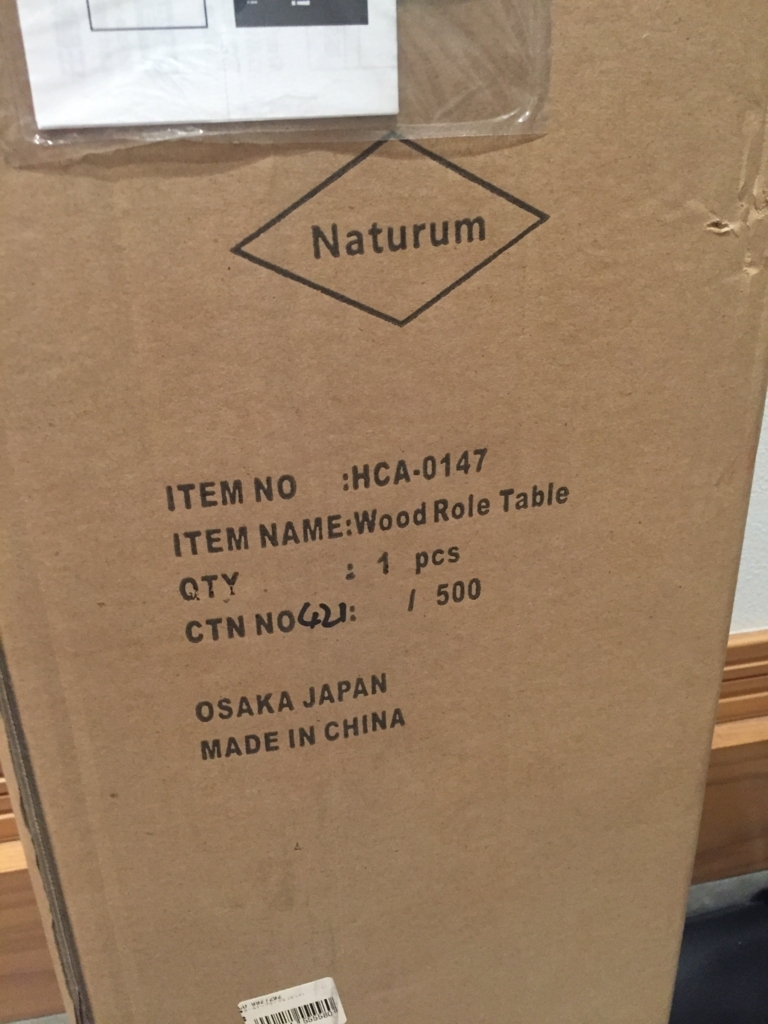 Naturum
ITEM NO :HCA-0147
ITEM NAME:Wood Role Table
QTY : 1 pcs
CTN NO421: / 500
OSAKA JAPAN
MADE IN CHINA